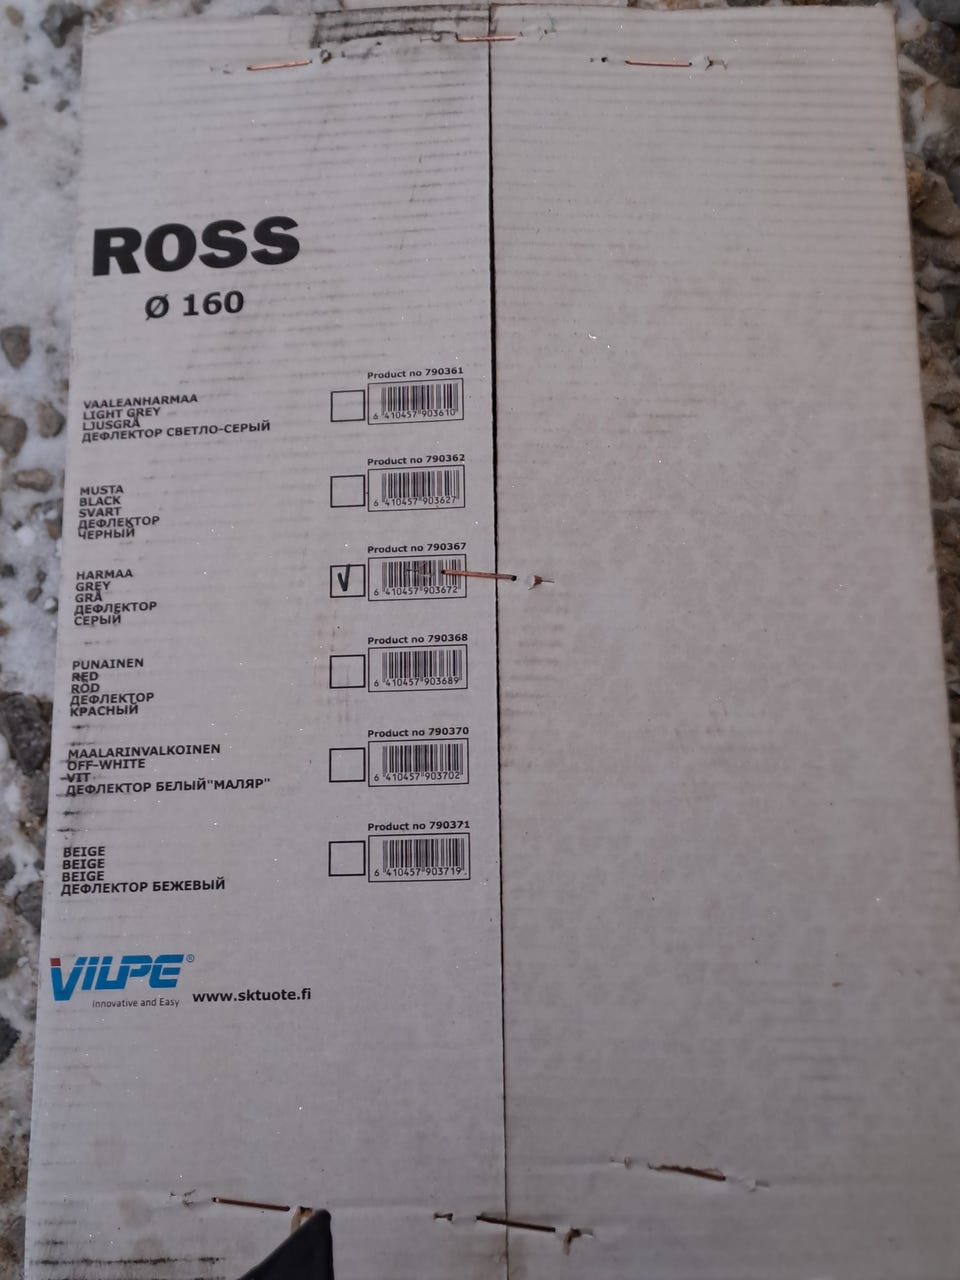 ROSS
Ø 160
Product no 790361
VAALEANHARMAA
LIGHT GREY
LJUSGRÅ
ДЕФЛЕКТОР СВЕТЛО-СЕРЫЙ
6 410457 903610
Product no 790362
MUSTA
BLACK
SVART
ДЕФЛЕКТОР
ЧЕРНЫЙ
6 410457 903627
Product no 790367
HARMAA
GREY
GRÅ
ДЕФЛЕКТОР
СЕРЫЙ
6 410457 903672
Product no 790368
PUNAINEN
RED
RÖD
ДЕФЛЕКТОР
КРАСНЫЙ
6 410457 903689
Product no 790370
MAALARINVALKOINEN
OFF-WHITE
VIT
ДЕФЛЕКТОР БЕЛЫЙ"МАЛЯР"
6 410457 903702
Product no 790371
BEIGE
BEIGE
BEIGE
ДЕФЛЕКТОР БЕЖЕВЫЙ
6 410457 903719
VILPE®
Innovative and Easy
www.sktuote.fi